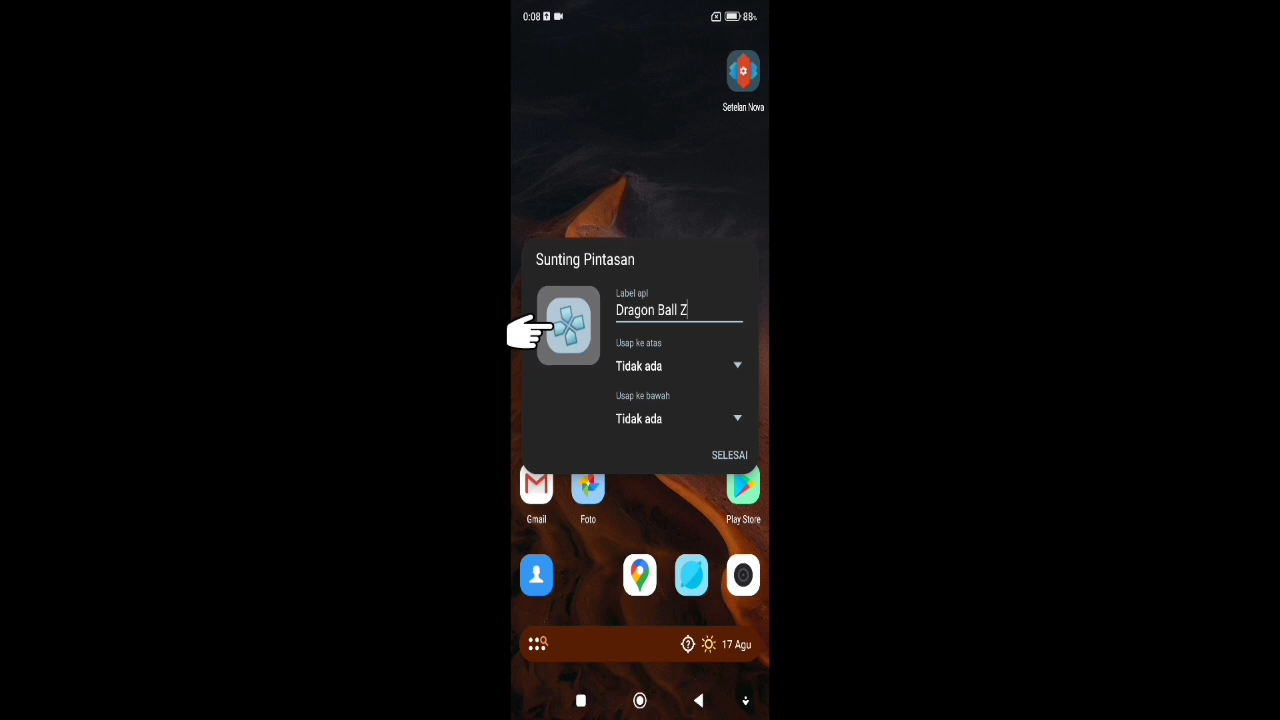 0:08
88%
Setelan Nova
Sunting Pintasan
Label apl
Dragon Ball Z
Usap ke atas
Tidak ada
Usap ke bawah
Tidak ada
SELESAI
Gmail
Foto
Play Store
17 Agu